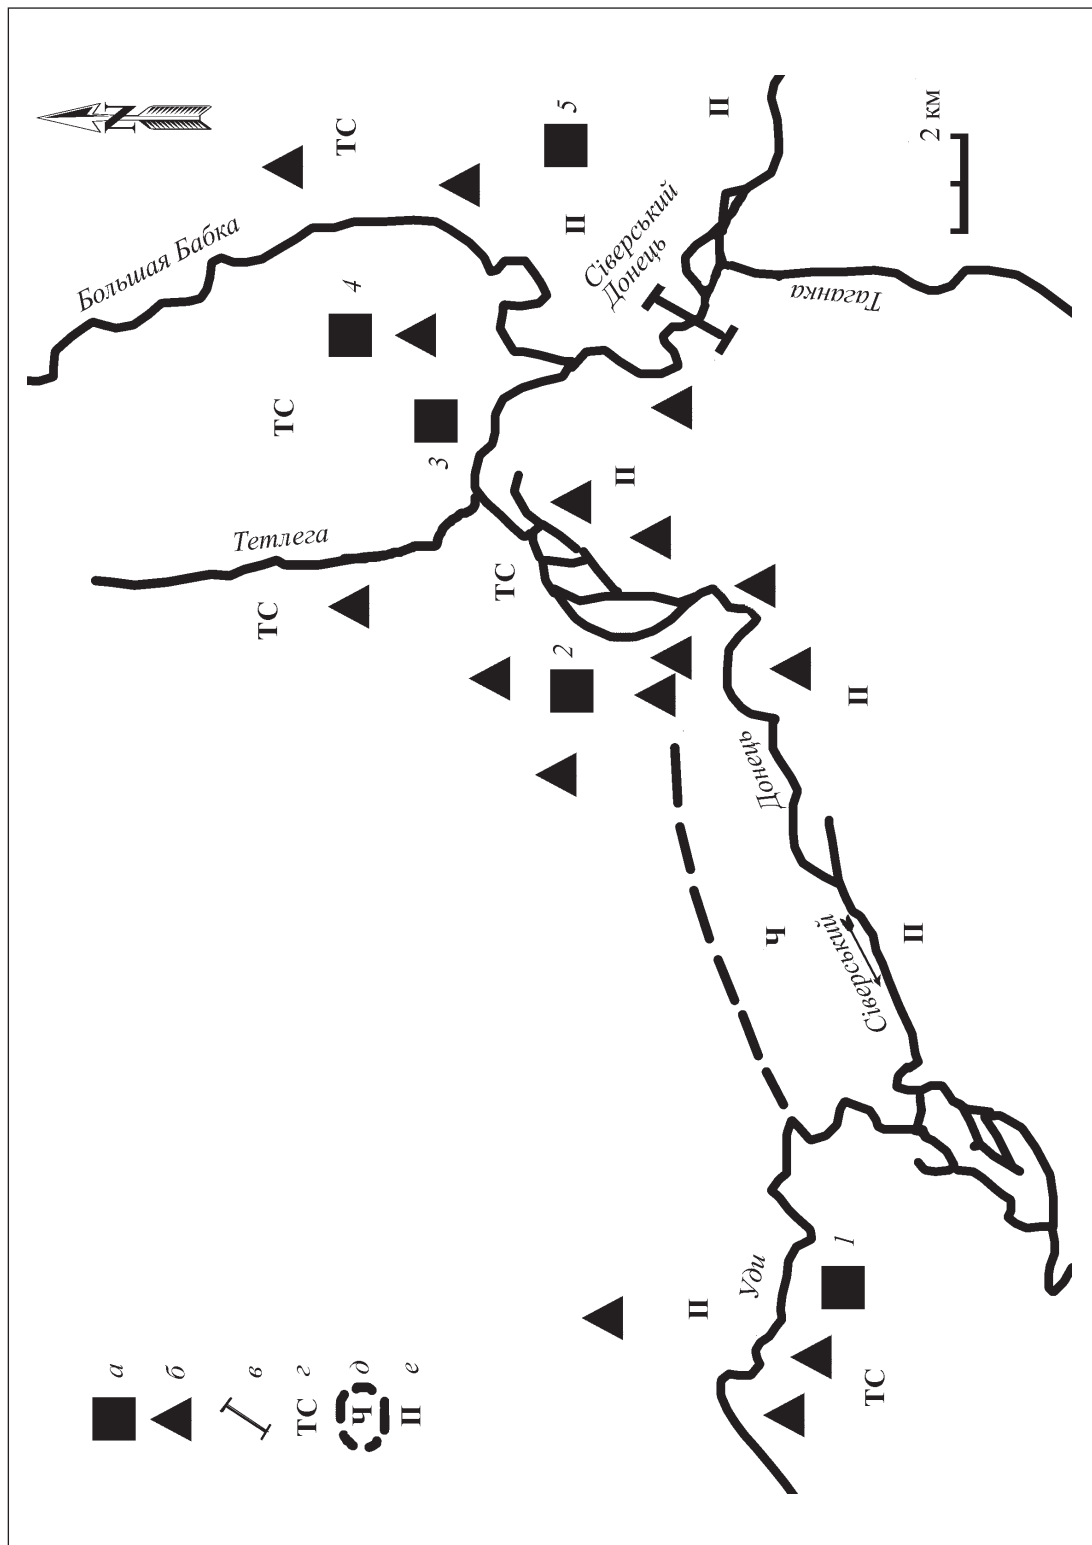 N
5
П
ТС
2 км
Большая Бабка
П
Сіверський
Донець
4
Таганка
ТС
3
П
Тетлега
ТС
ТС
2
П
Донець
Ч
Сіверський
П
1
Уди
П
ТС
а
б
в
ТС г
Ч д
П е